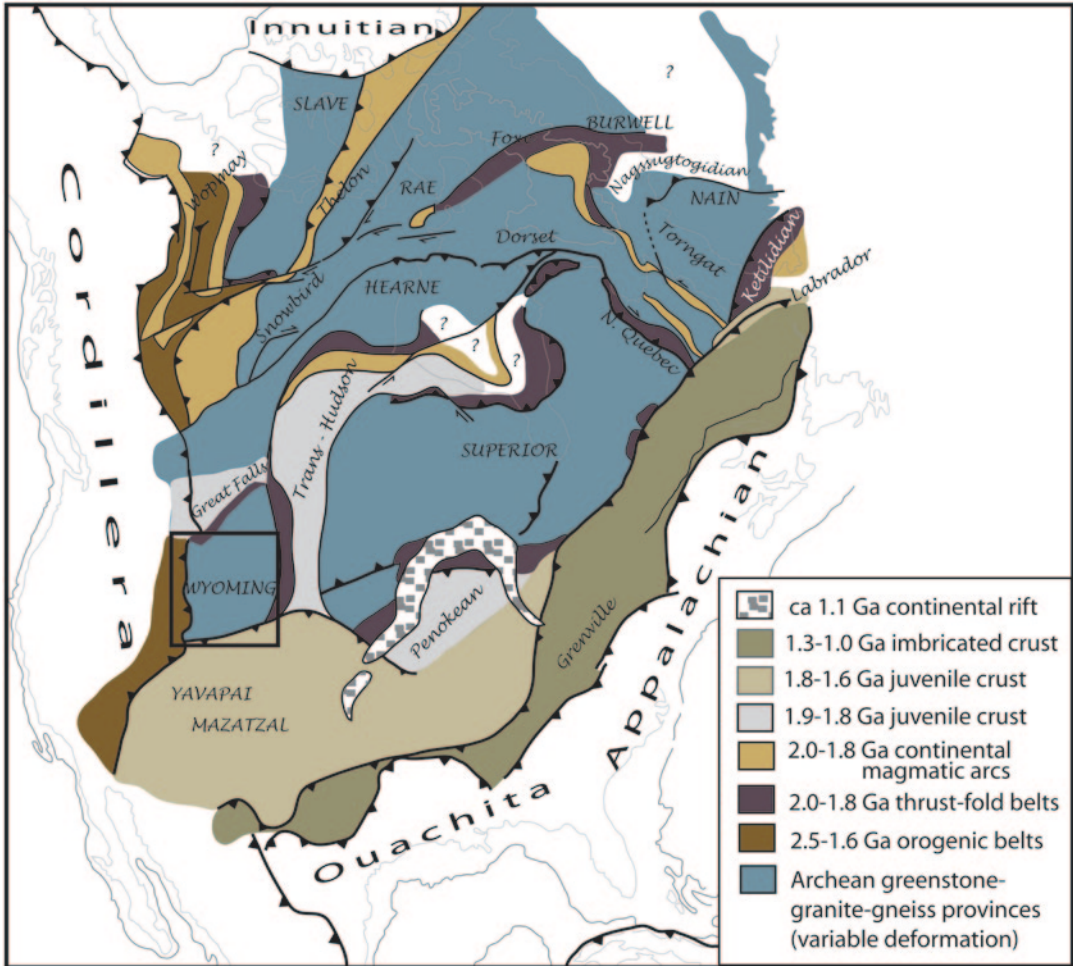 Innuitian
SLAVE
?
BURWELL
Foxe
?
Cordillera
Wopmay
Thelon
RAE
Nagssugtogidian
NAIN
Dorset
Torngat
Ketilidian
Labrador
Snowbird
HEARNE
N. Quebec
?
?
?
Trans - Hudson
SUPERIOR
Great Falls
WYOMING
Penokean
Grenville
Appalachian
YAVAPAI
MAZATZAL
Ouachita
ca 1.1 Ga continental rift
1.3-1.0 Ga imbricated crust
1.8-1.6 Ga juvenile crust
1.9-1.8 Ga juvenile crust
2.0-1.8 Ga continental
magmatic arcs
2.0-1.8 Ga thrust-fold belts
2.5-1.6 Ga orogenic belts
Archean greenstone-
granite-gneiss provinces
(variable deformation)